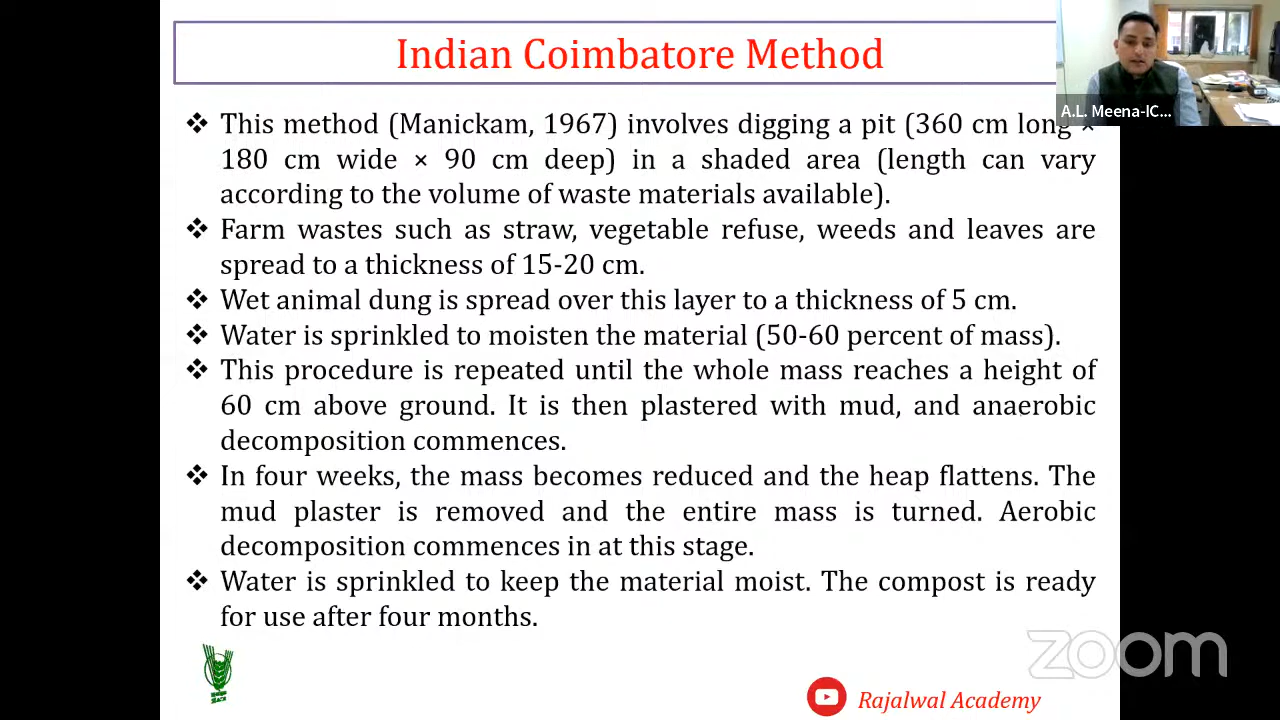 Indian Coimbatore Method
A.L. Meena-IC...
❖ This method (Manickam, 1967) involves digging a pit (360 cm long ×
180 cm wide × 90 cm deep) in a shaded area (length can vary
according to the volume of waste materials available).
❖ Farm wastes such as straw, vegetable refuse, weeds and leaves are
spread to a thickness of 15-20 cm.
❖ Wet animal dung is spread over this layer to a thickness of 5 cm.
❖ Water is sprinkled to moisten the material (50-60 percent of mass).
❖ This procedure is repeated until the whole mass reaches a height of
60 cm above ground. It is then plastered with mud, and anaerobic
decomposition commences.
❖ In four weeks, the mass becomes reduced and the heap flattens. The
mud plaster is removed and the entire mass is turned. Aerobic
decomposition commences in at this stage.
❖ Water is sprinkled to keep the material moist. The compost is ready
for use after four months.
zoom
Rajalwal Academy